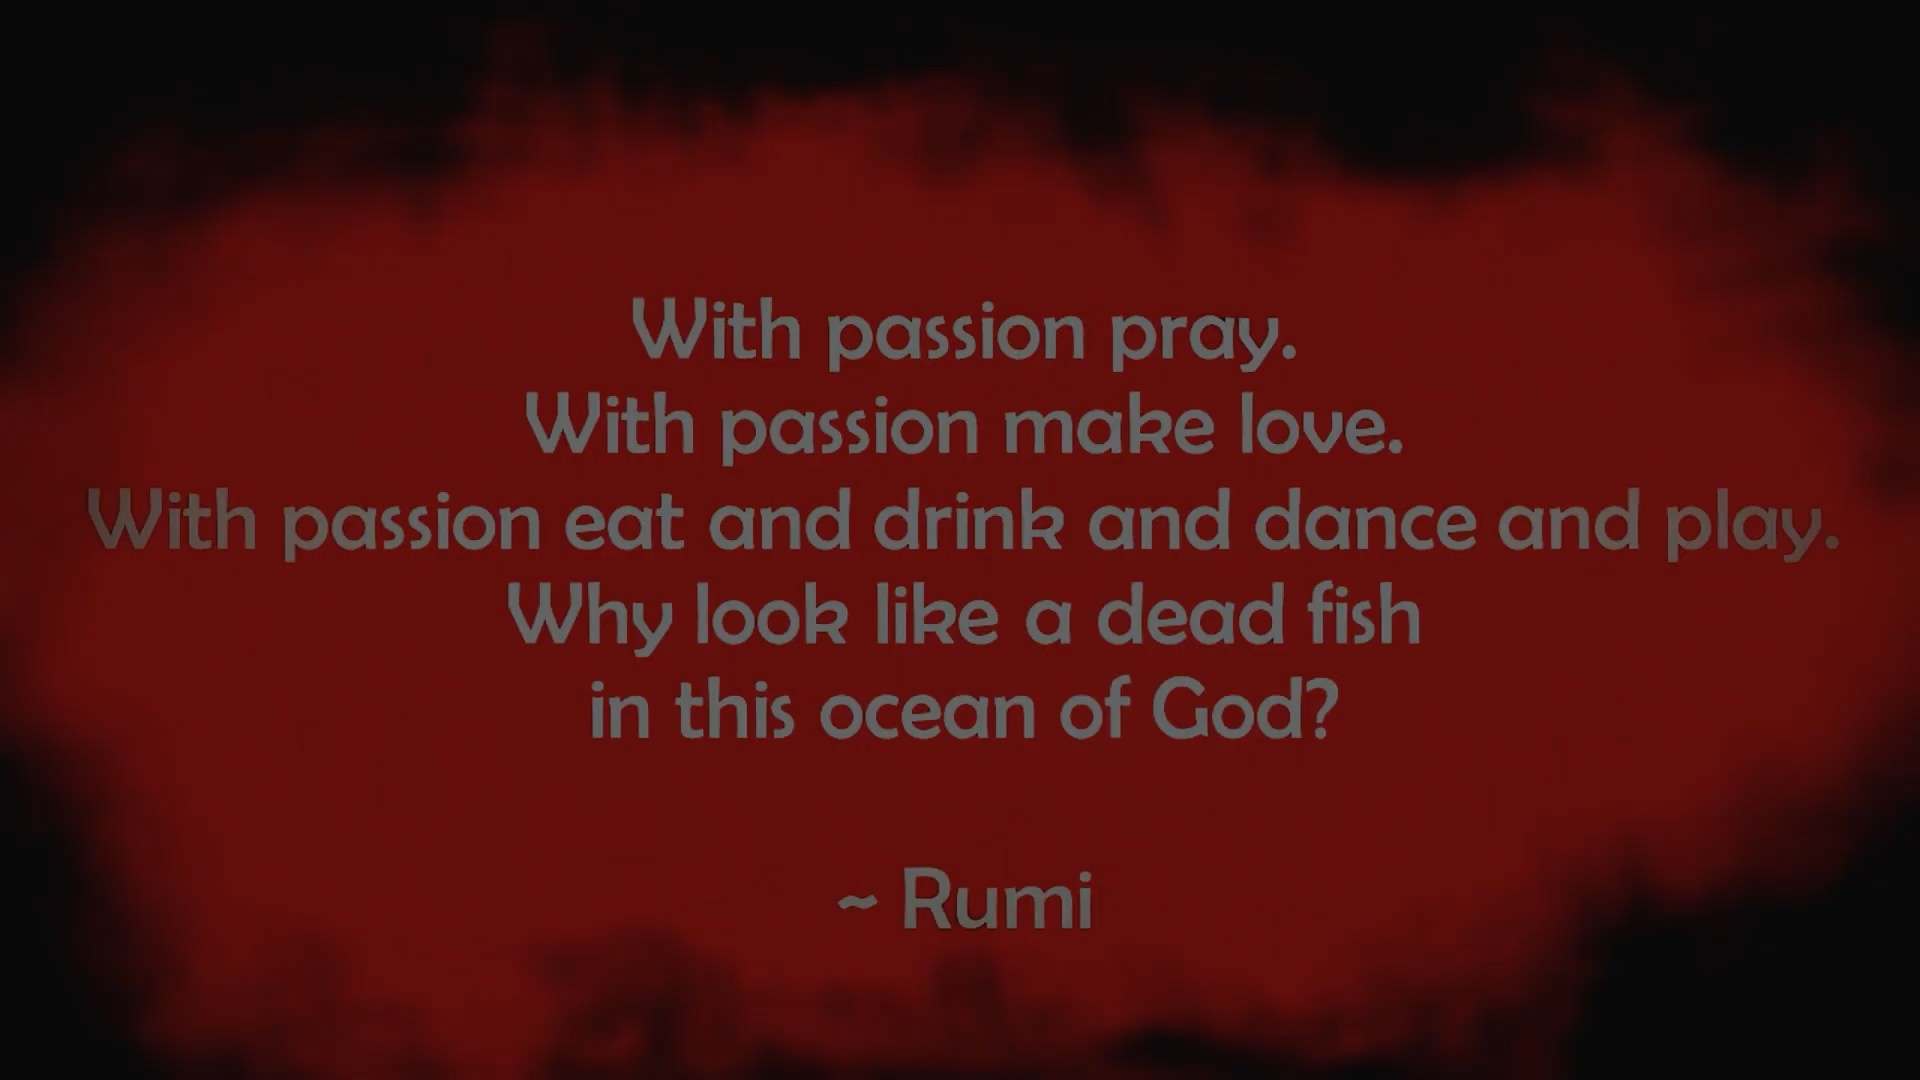 With passion pray.
With passion make love.
With passion eat and drink and dance and play.
Why look like a dead fish
in this ocean of God?
~ Rumi